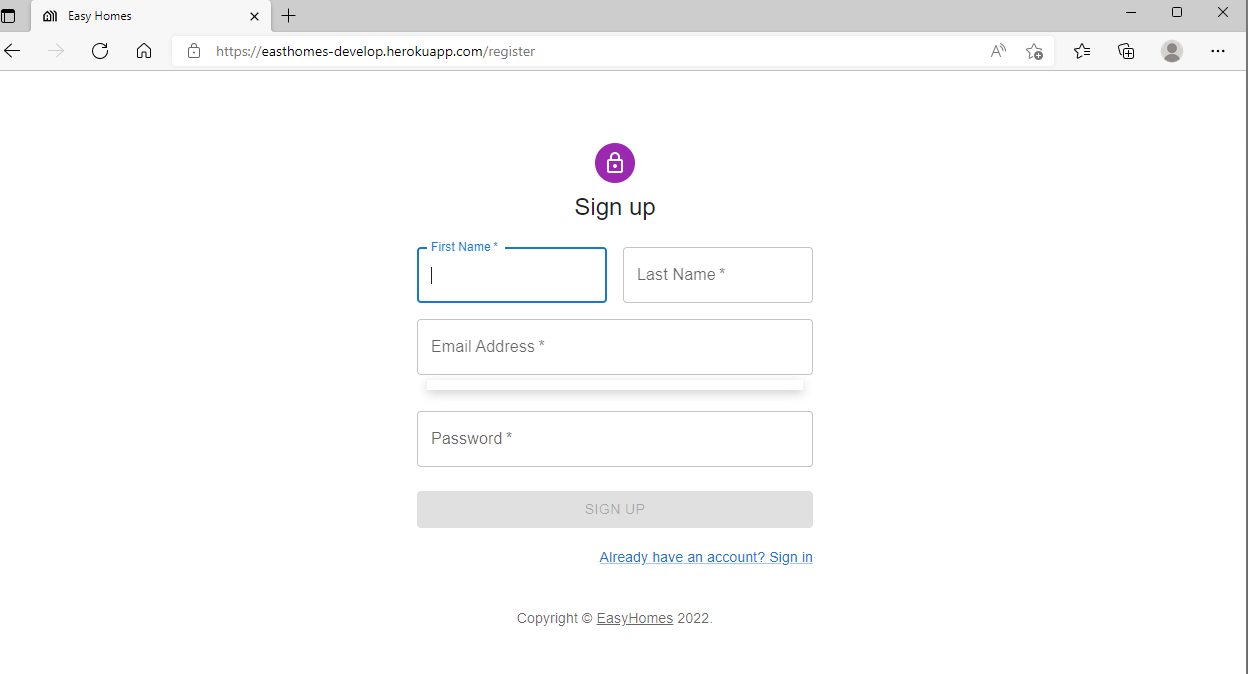 Easy Homes
https://easthomes-develop.herokuapp.com/register
Sign up
First Name *
Last Name *
Email Address *
Password *
SIGN UP
Already have an account? Sign in
Copyright © EasyHomes 2022.